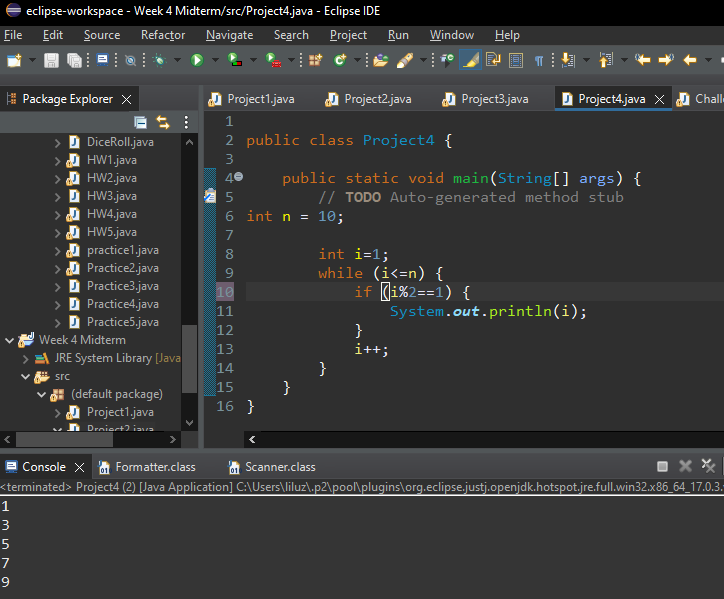 eclipse-workspace - Week 4 Midterm/src/Project4.java - Eclipse IDE
File Edit Source Refactor Navigate Search Project Run Window Help
Package Explorer
DiceRoll.java
HW1.java
HW2.java
HW3.java
HW4.java
HW5.java
practice1.java
Practice2.java
Practice3.java
Practice4.java
Practice5.java
Week 4 Midterm
JRE System Library [Java
src
(default package)
Project1.java
Project2.java
Project1.java Project2.java Project3.java Project4.java Chall
1
2 public class Project4 {
3
4 public static void main(String[] args) {
5 // TODO Auto-generated method stub
6 int n = 10;
7
8 int i=1;
9 while (i<=n) {
10 if (i%2==1) {
11 System.out.println(i);
12 }
13 i++;
14 }
15 }
16 }
Console Formatter.class Scanner.class
<terminated> Project4 (2) [Java Application] C:\Users\liluz\.p2\pool\plugins\org.eclipse.justj.openjdk.hotspot.jre.full.win32.x86_64_17.0.3.
1
3
5
7
9